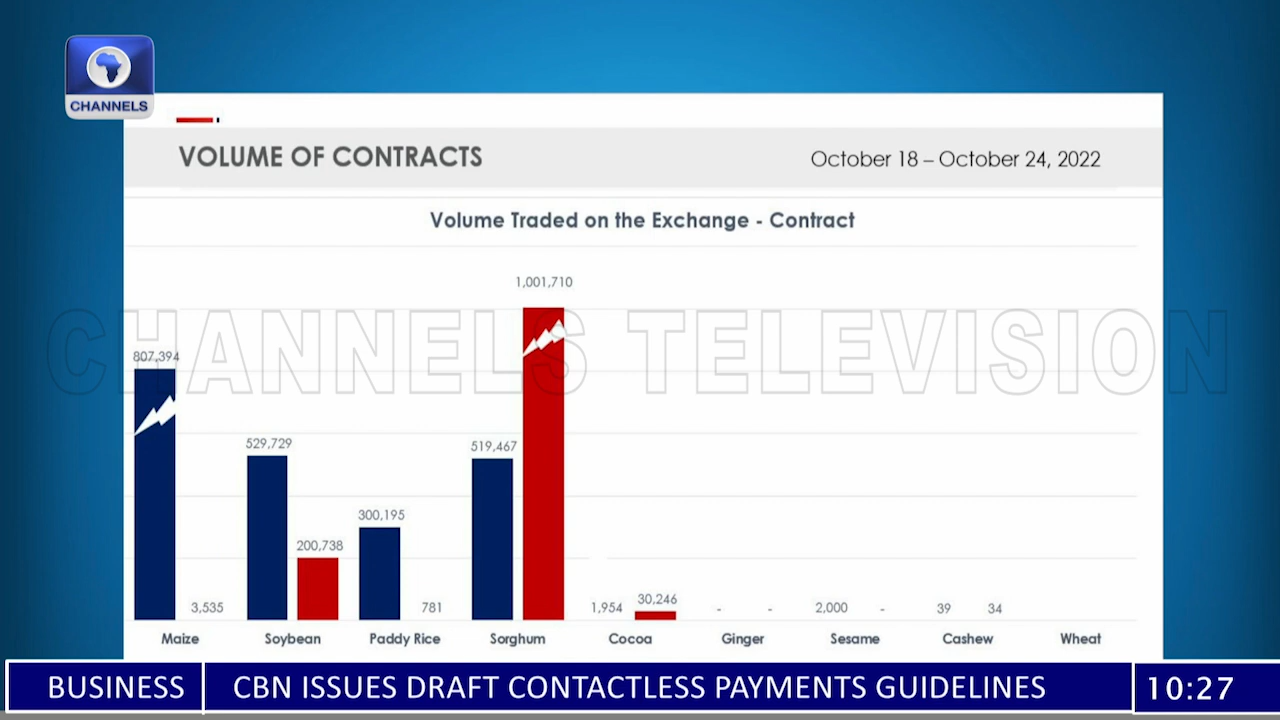 CHANNELS
VOLUME OF CONTRACTS
October 18 – October 24, 2022
Volume Traded on the Exchange - Contract
1,001,710
CHANNELS TELEVISION
807,394
529,729
519,467
300,195
200,738
3,535
781
1,954
30,246
-
-
2,000
-
39
34
Maize
Soybean
Paddy Rice
Sorghum
Cocoa
Ginger
Sesame
Cashew
Wheat
BUSINESS
CBN ISSUES DRAFT CONTACTLESS PAYMENTS GUIDELINES
10:27